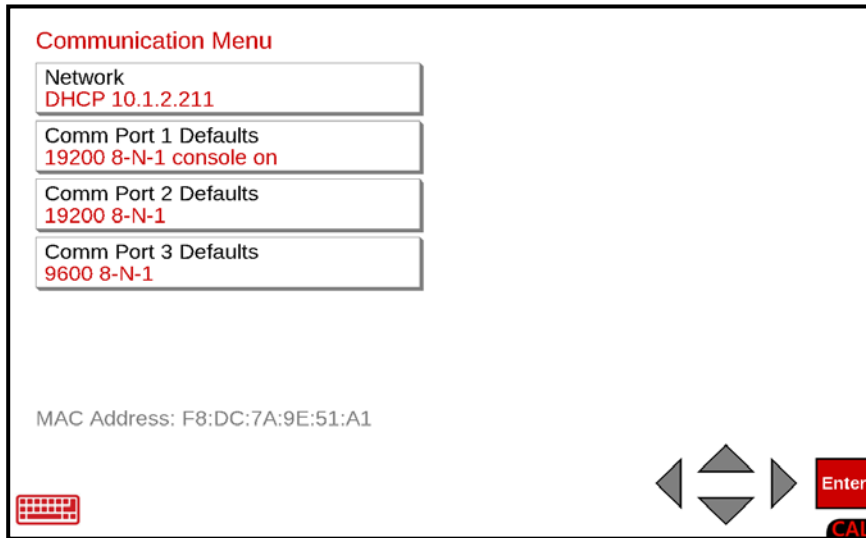 Communication Menu
Network
DHCP 10.1.2.211
Comm Port 1 Defaults
19200 8-N-1 console on
Comm Port 2 Defaults
19200 8-N-1
Comm Port 3 Defaults
9600 8-N-1
MAC Address: F8:DC:7A:9E:51:A1
Enter
CAL